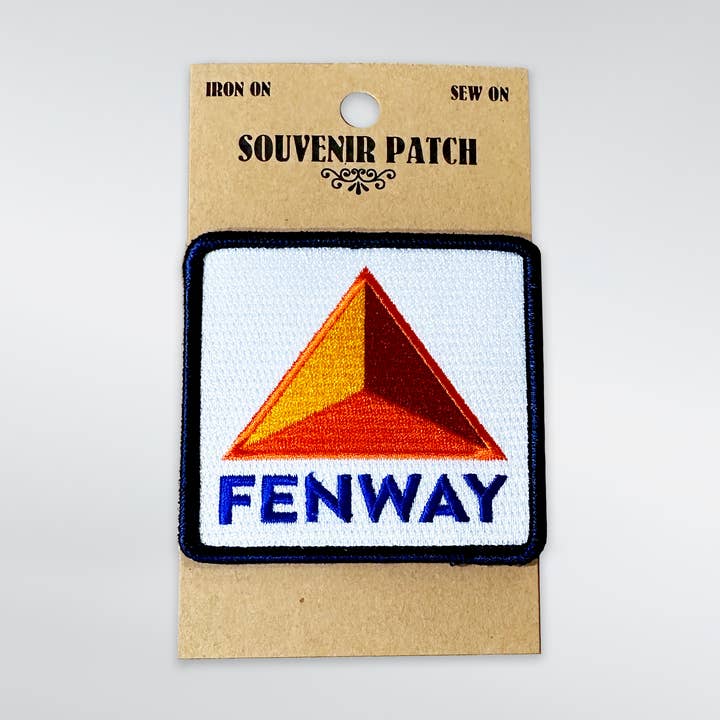 IRON ON
SEW ON
SOUVENIR PATCH
FENWAY